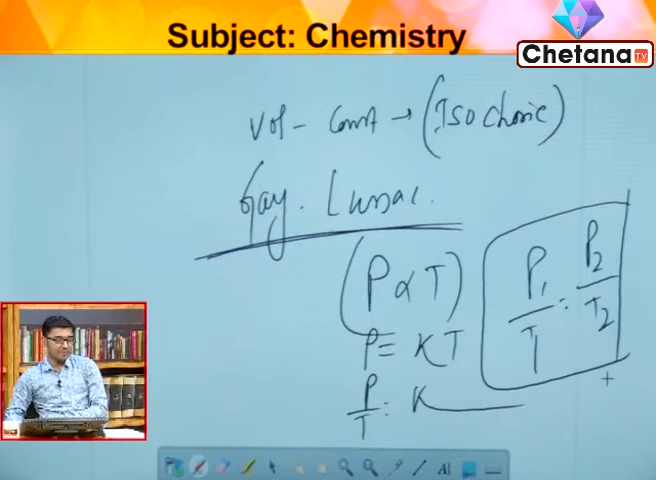 Subject: Chemistry
Chetana TV
Vol - Const → (Isochoric)
Gay. Lussac.
(P ∝ T)
P = KT
P/T = K
P1/T1 = P2/T2